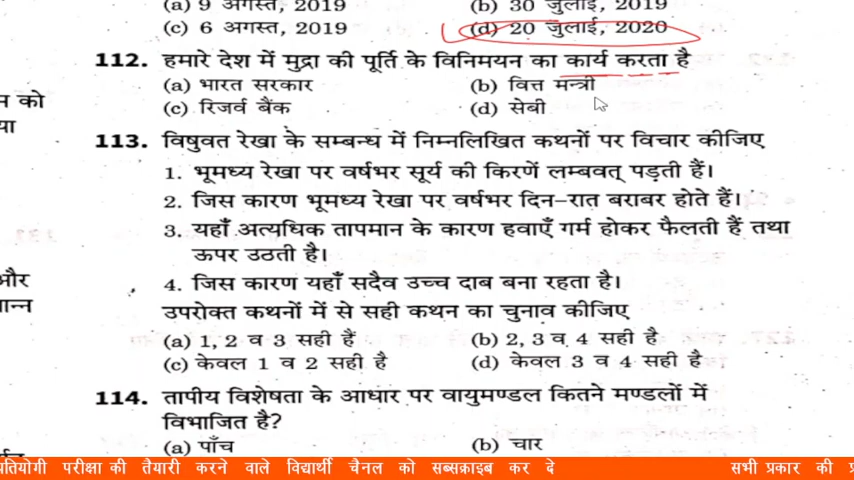 (a) 9 अगस्त, 2019 (b) 30 जुलाई, 2019
(c) 6 अगस्त, 2019 (d) 20 जुलाई, 2020
112. हमारे देश में मुद्रा की पूर्ति के विनिमयन का कार्य करता है
(a) भारत सरकार (b) वित्त मन्त्री
(c) रिजर्व बैंक (d) सेबी
113. विषुवत रेखा के सम्बन्ध में निम्नलिखित कथनों पर विचार कीजिए
1. भूमध्य रेखा पर वर्षभर सूर्य की किरणें लम्बवत् पड़ती हैं।
2. जिस कारण भूमध्य रेखा पर वर्षभर दिन-रात बराबर होते हैं।
3. यहाँ अत्यधिक तापमान के कारण हवाएँ गर्म होकर फैलती हैं तथा
ऊपर उठती है।
4. जिस कारण यहाँ सदैव उच्च दाब बना रहता है।
उपरोक्त कथनों में से सही कथन का चुनाव कीजिए
(a) 1, 2 व 3 सही हैं (b) 2, 3 व 4 सही है
(c) केवल 1 व 2 सही है (d) केवल 3 व 4 सही है
114. तापीय विशेषता के आधार पर वायुमण्डल कितने मण्डलों में
विभाजित है?
(a) पाँच (b) चार
को
और
प्रतियोगी परीक्षा की तैयारी करने वाले विद्यार्थी चैनल को सब्सक्राइब कर दे सभी प्रकार की